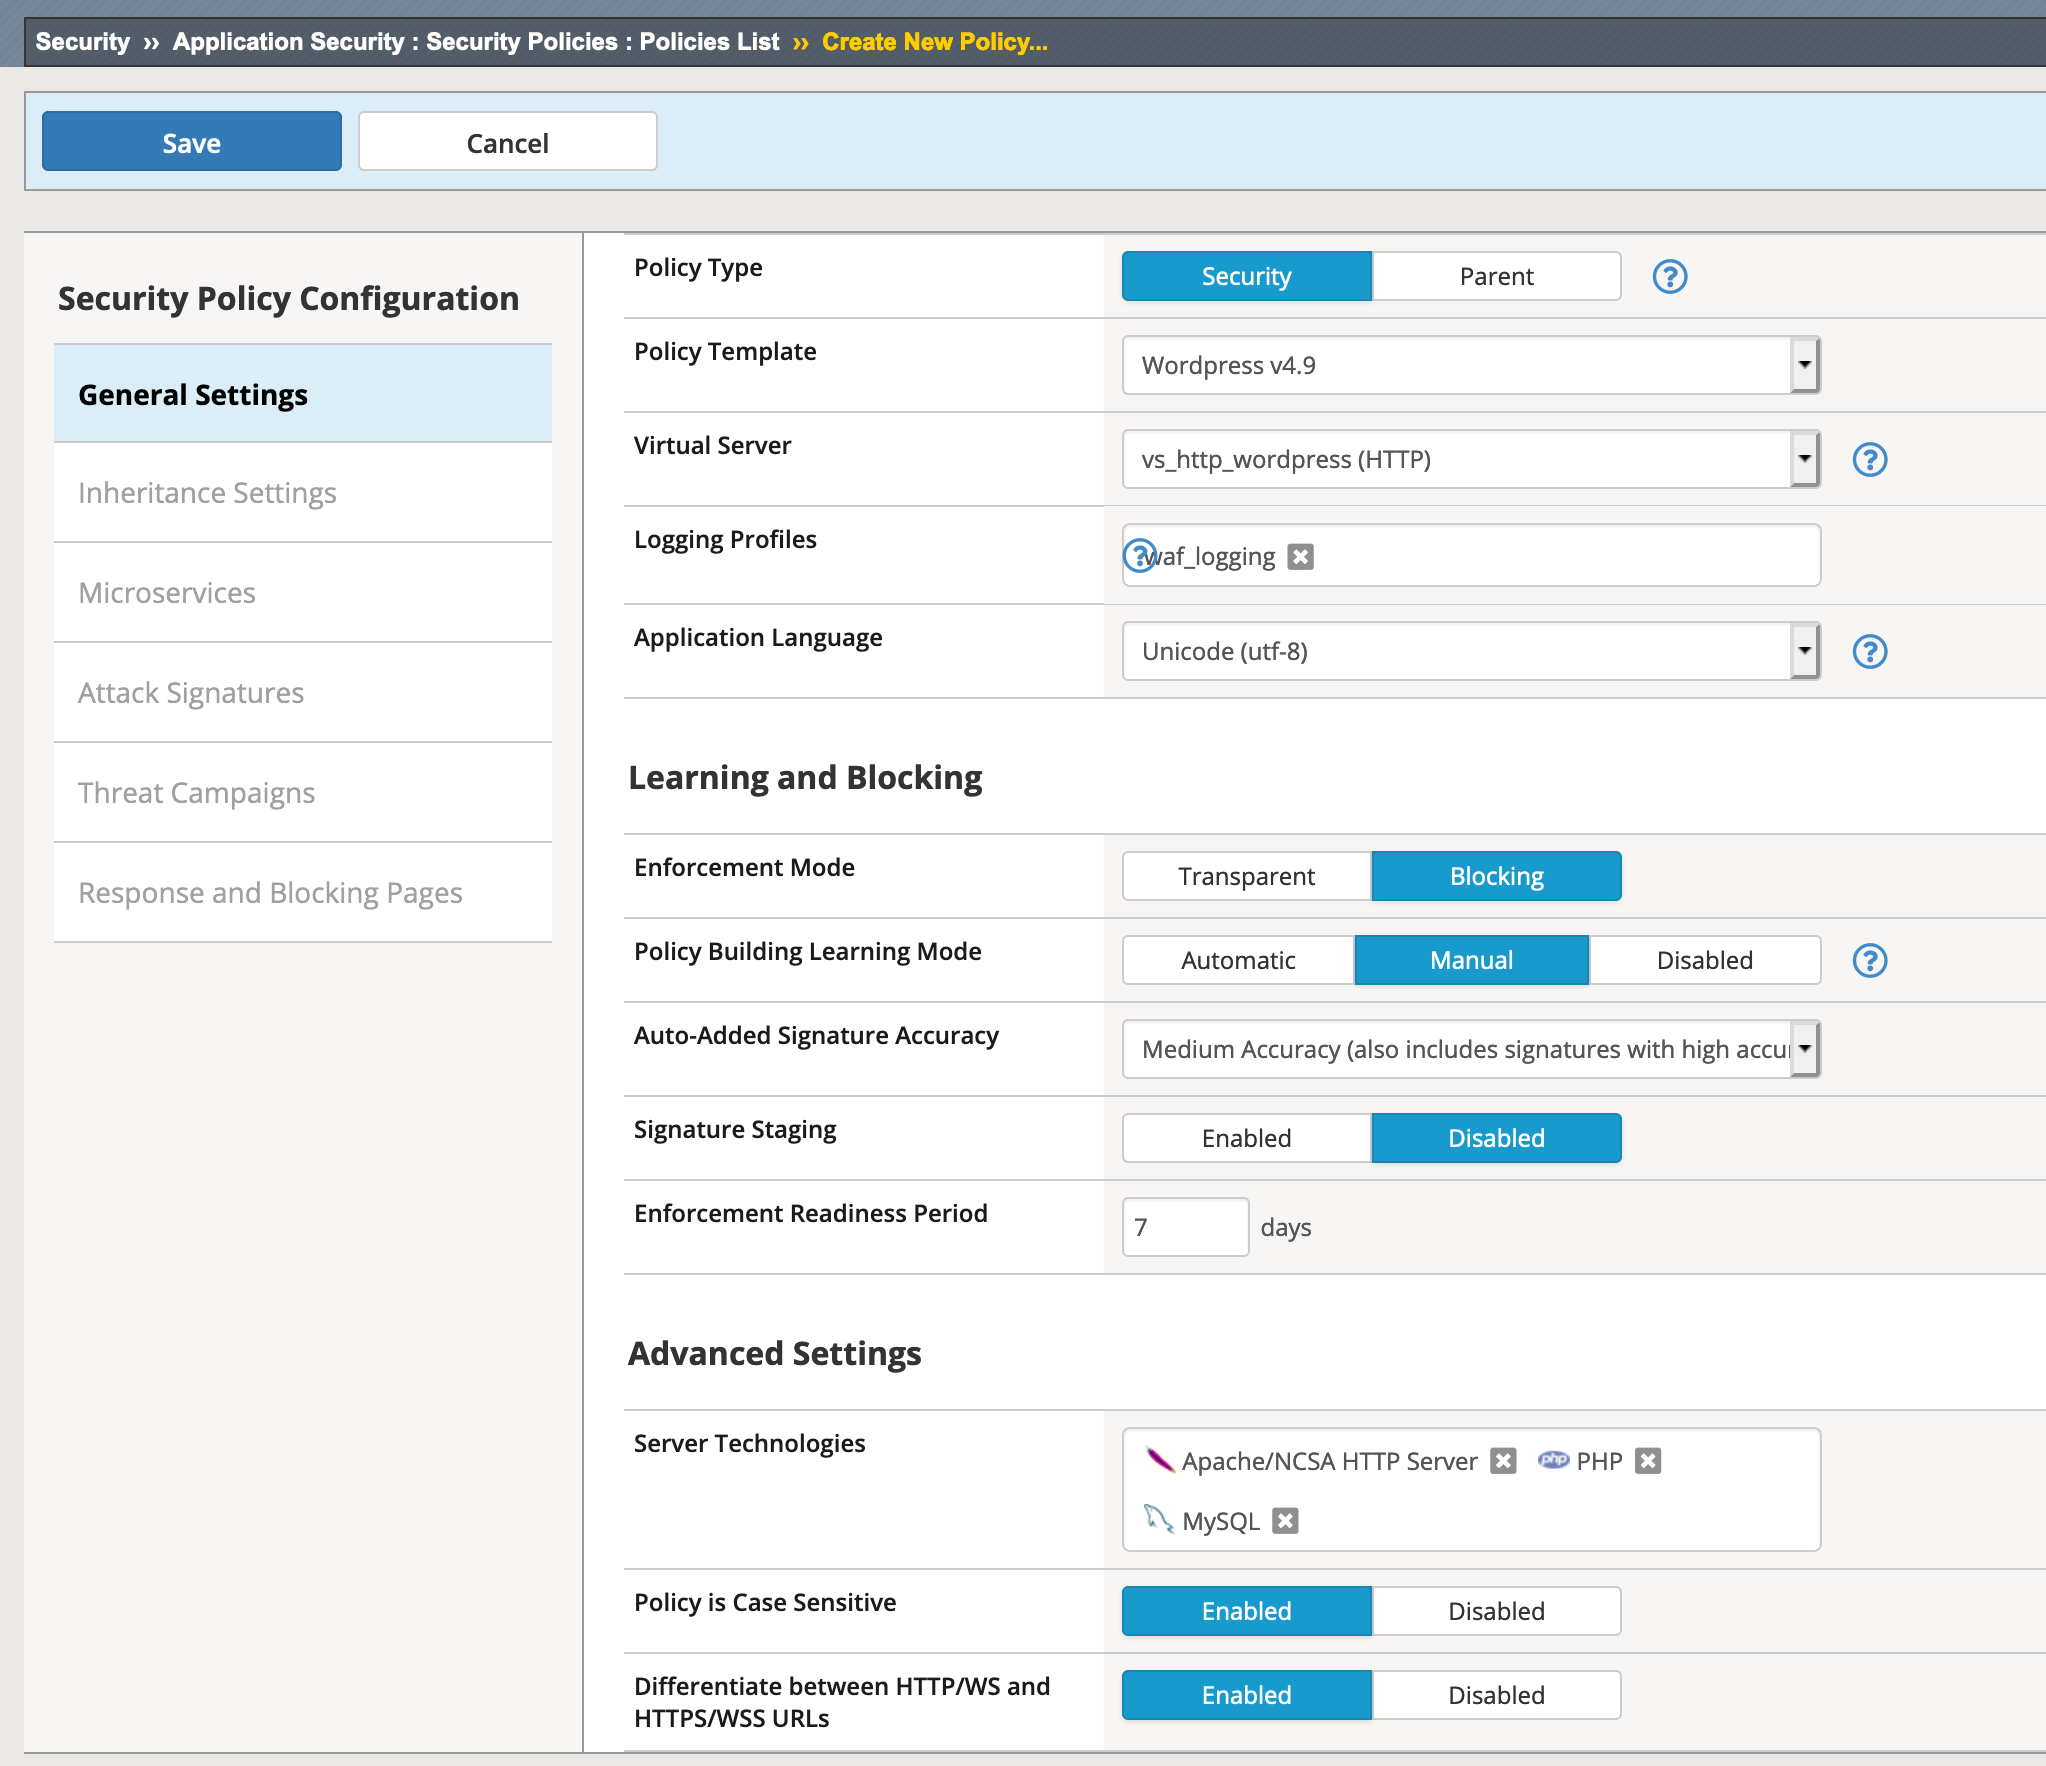 Security » Application Security : Security Policies : Policies List » Create New Policy...
Save
Cancel
Security Policy Configuration
General Settings
Inheritance Settings
Microservices
Attack Signatures
Threat Campaigns
Response and Blocking Pages
Policy Type
Security
Parent
?
Policy Template
Wordpress v4.9
Virtual Server
vs_http_wordpress (HTTP)
?
Logging Profiles
?
waf_logging
Application Language
Unicode (utf-8)
?
Learning and Blocking
Enforcement Mode
Transparent
Blocking
Policy Building Learning Mode
Automatic
Manual
Disabled
?
Auto-Added Signature Accuracy
Medium Accuracy (also includes signatures with high accu
Signature Staging
Enabled
Disabled
Enforcement Readiness Period
7
days
Advanced Settings
Server Technologies
Apache/NCSA HTTP Server
php
PHP
MySQL
Policy is Case Sensitive
Enabled
Disabled
Differentiate between HTTP/WS and
HTTPS/WSS URLs
Enabled
Disabled